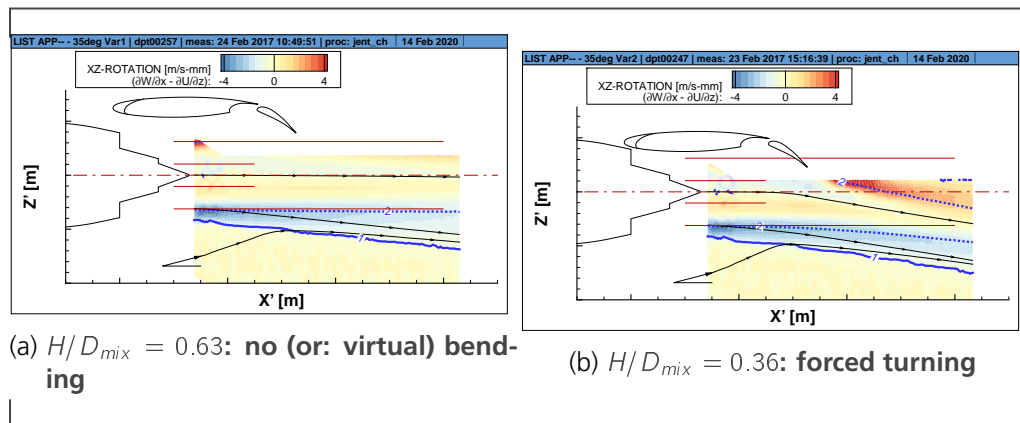 LIST APP-- - 35deg Var1 | dpt00257 | meas: 24 Feb 2017 10:49:51 | proc: jent_ch | 14 Feb 2020
XZ-ROTATION [m/s-mm]
(∂W/∂x - ∂U/∂z):
-4 0 4
Z' [m]
2
1
X' [m]
(a) H/D_mix = 0.63: no (or: virtual) bend-
ing
LIST APP-- - 35deg Var2 | dpt00247 | meas: 23 Feb 2017 15:16:39 | proc: jent_ch | 14 Feb 2020
XZ-ROTATION [m/s-mm]
(∂W/∂x - ∂U/∂z):
-4 0 4
Z' [m]
2
2
1
X' [m]
(b) H/D_mix = 0.36: forced turning